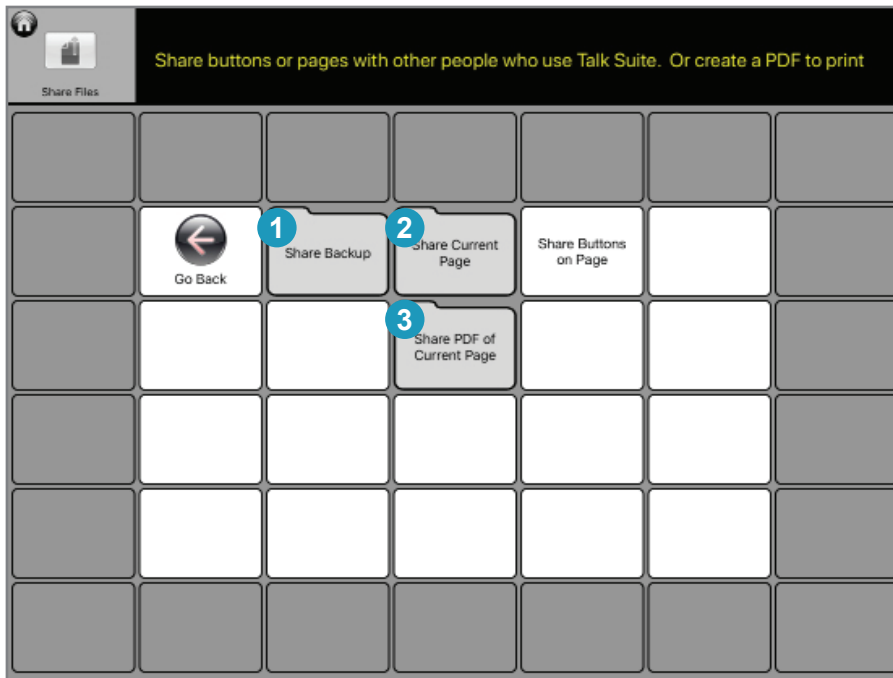 Share Files
Share buttons or pages with other people who use Talk Suite.  Or create a PDF to print
Go Back
1
Share Backup
2
Share Current
Page
Share Buttons
on Page
3
Share PDF of
Current Page